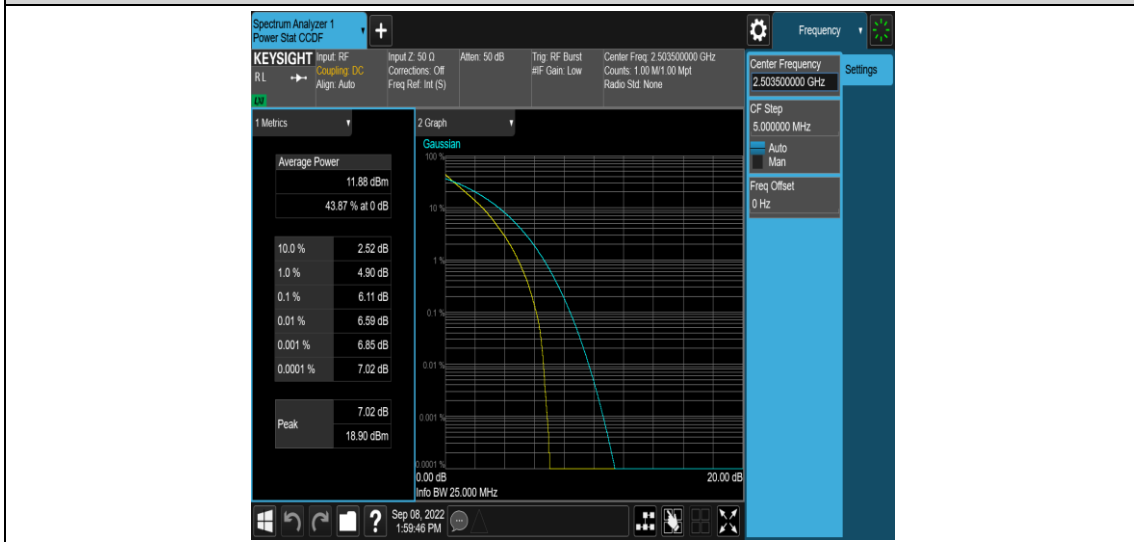 Spectrum Analyzer 1
Power Stat CCDF
+
Frequency
KEYSIGHT
RL
LXI
Input: RF
Coupling: DC
Align: Auto
Input Z: 50 Ω
Corrections: Off
Freq Ref: Int (S)
Atten: 50 dB
Trig: RF Burst
#IF Gain: Low
Center Freq: 2.503500000 GHz
Counts: 1.00 M/1.00 Mpt
Radio Std: None
Center Frequency
2.503500000 GHz
Settings
CF Step
5.000000 MHz
Auto
Man
Freq Offset
0 Hz
1 Metrics
Average Power
11.88 dBm
43.87 % at 0 dB
10.0 % 2.52 dB
1.0 % 4.90 dB
0.1 % 6.11 dB
0.01 % 6.59 dB
0.001 % 6.85 dB
0.0001 % 7.02 dB
Peak
7.02 dB
18.90 dBm
2 Graph
Gaussian
100 %
10 %
1 %
0.1 %
0.01 %
0.001 %
0.0001 %
0.00 dB 20.00 dB
Info BW 25.000 MHz
?
Sep 08, 2022
1:59:46 PM